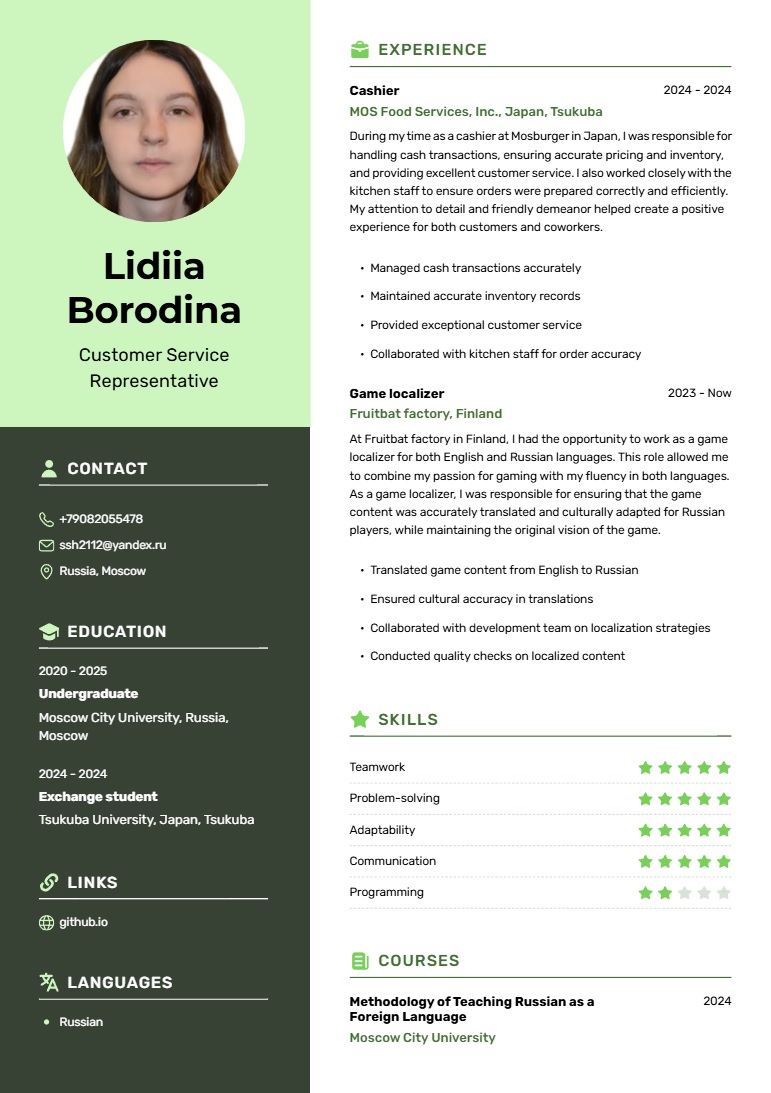 Lidiia
Borodina
Customer Service
Representative
CONTACT
+79082055478
ssh2112@yandex.ru
Russia, Moscow
EDUCATION
2020 - 2025
Undergraduate
Moscow City University, Russia,
Moscow
2024 - 2024
Exchange student
Tsukuba University, Japan, Tsukuba
LINKS
github.io
LANGUAGES
• Russian
EXPERIENCE
Cashier 2024 - 2024
MOS Food Services, Inc., Japan, Tsukuba
During my time as a cashier at Mosburger in Japan, I was responsible for
handling cash transactions, ensuring accurate pricing and inventory,
and providing excellent customer service. I also worked closely with the
kitchen staff to ensure orders were prepared correctly and efficiently.
My attention to detail and friendly demeanor helped create a positive
experience for both customers and coworkers.
• Managed cash transactions accurately
• Maintained accurate inventory records
• Provided exceptional customer service
• Collaborated with kitchen staff for order accuracy
Game localizer 2023 - Now
Fruitbat factory, Finland
At Fruitbat factory in Finland, I had the opportunity to work as a game
localizer for both English and Russian languages. This role allowed me
to combine my passion for gaming with my fluency in both languages.
As a game localizer, I was responsible for ensuring that the game
content was accurately translated and culturally adapted for Russian
players, while maintaining the original vision of the game.
• Translated game content from English to Russian
• Ensured cultural accuracy in translations
• Collaborated with development team on localization strategies
• Conducted quality checks on localized content
SKILLS
Teamwork
Problem-solving
Adaptability
Communication
Programming
COURSES
Methodology of Teaching Russian as a 2024
Foreign Language
Moscow City University